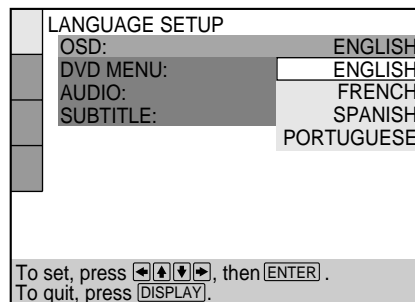 LANGUAGE SETUP
OSD: ENGLISH
DVD MENU: ENGLISH
AUDIO: FRENCH
SUBTITLE: SPANISH
PORTUGUESE
To set, press ←↑↓→, then ENTER .
To quit, press DISPLAY.